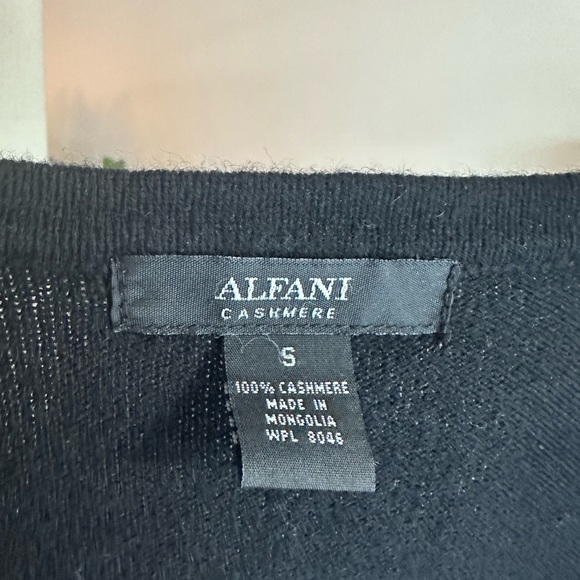 ALFANI
CASHMERE
S
100% CASHMERE
MADE IN
MONGOLIA
WPL 8046